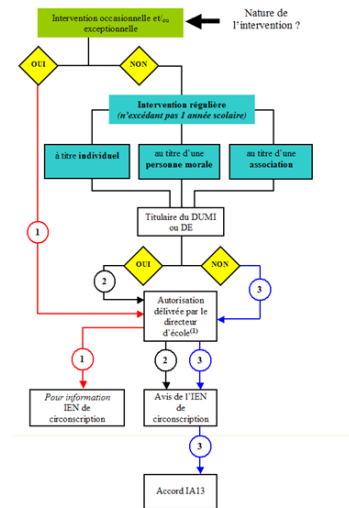 Intervention occasionnelle et/ou
exceptionnelle
Nature de
l'intervention ?
OUI
NON
Intervention régulière
(n'excédant pas 1 année scolaire)
à titre individuel
au titre d'une
personne morale
au titre d'une
association
1
Titulaire du DUMI
ou DE
OUI
NON
2
3
Autorisation
délivrée par le
directeur
d'école(1)
1
2
3
Pour information
IEN de
circonscription
Avis de l'IEN
de
circonscription
3
Accord IA13